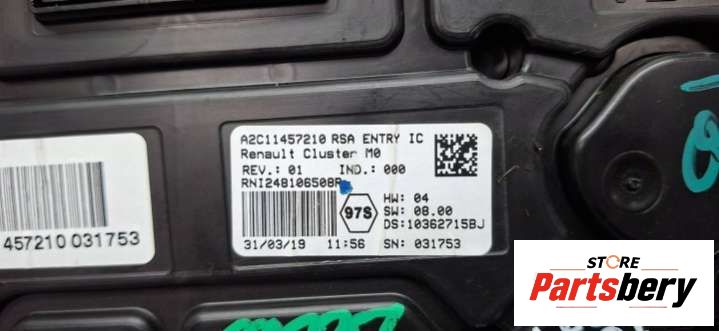 A2C11457210 RSA ENTRY IC
Renault Cluster M0
REV.: 01 IND.: 000
RNI248106508R
97S
HW: 04
SW: 08.00
DS:10362715BJ
31/03/19 11:56 SN: 031753
457210 031753
STORE
Partsbery